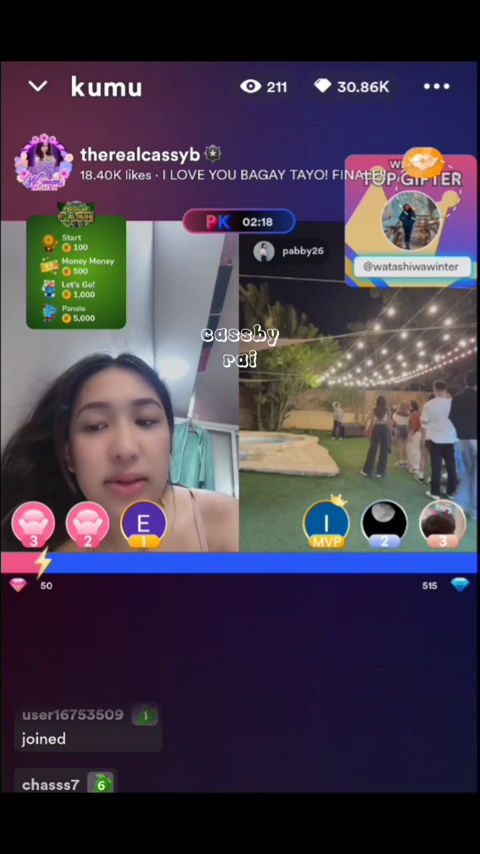 kumu
211
30.86K
therealcassyb
18.40K likes · I LOVE YOU BAGAY TAYO! FINALE!
TOP GIFTER
@watashiwawinter
PK 02:18
CASH
Start
100
Money Money
500
Let's Go!
1,000
Panalo
5,000
pabby26
casshy
rai
3
2
E
1
I
MVP
2
3
50
515
user16753509 1
joined
chasss7 6